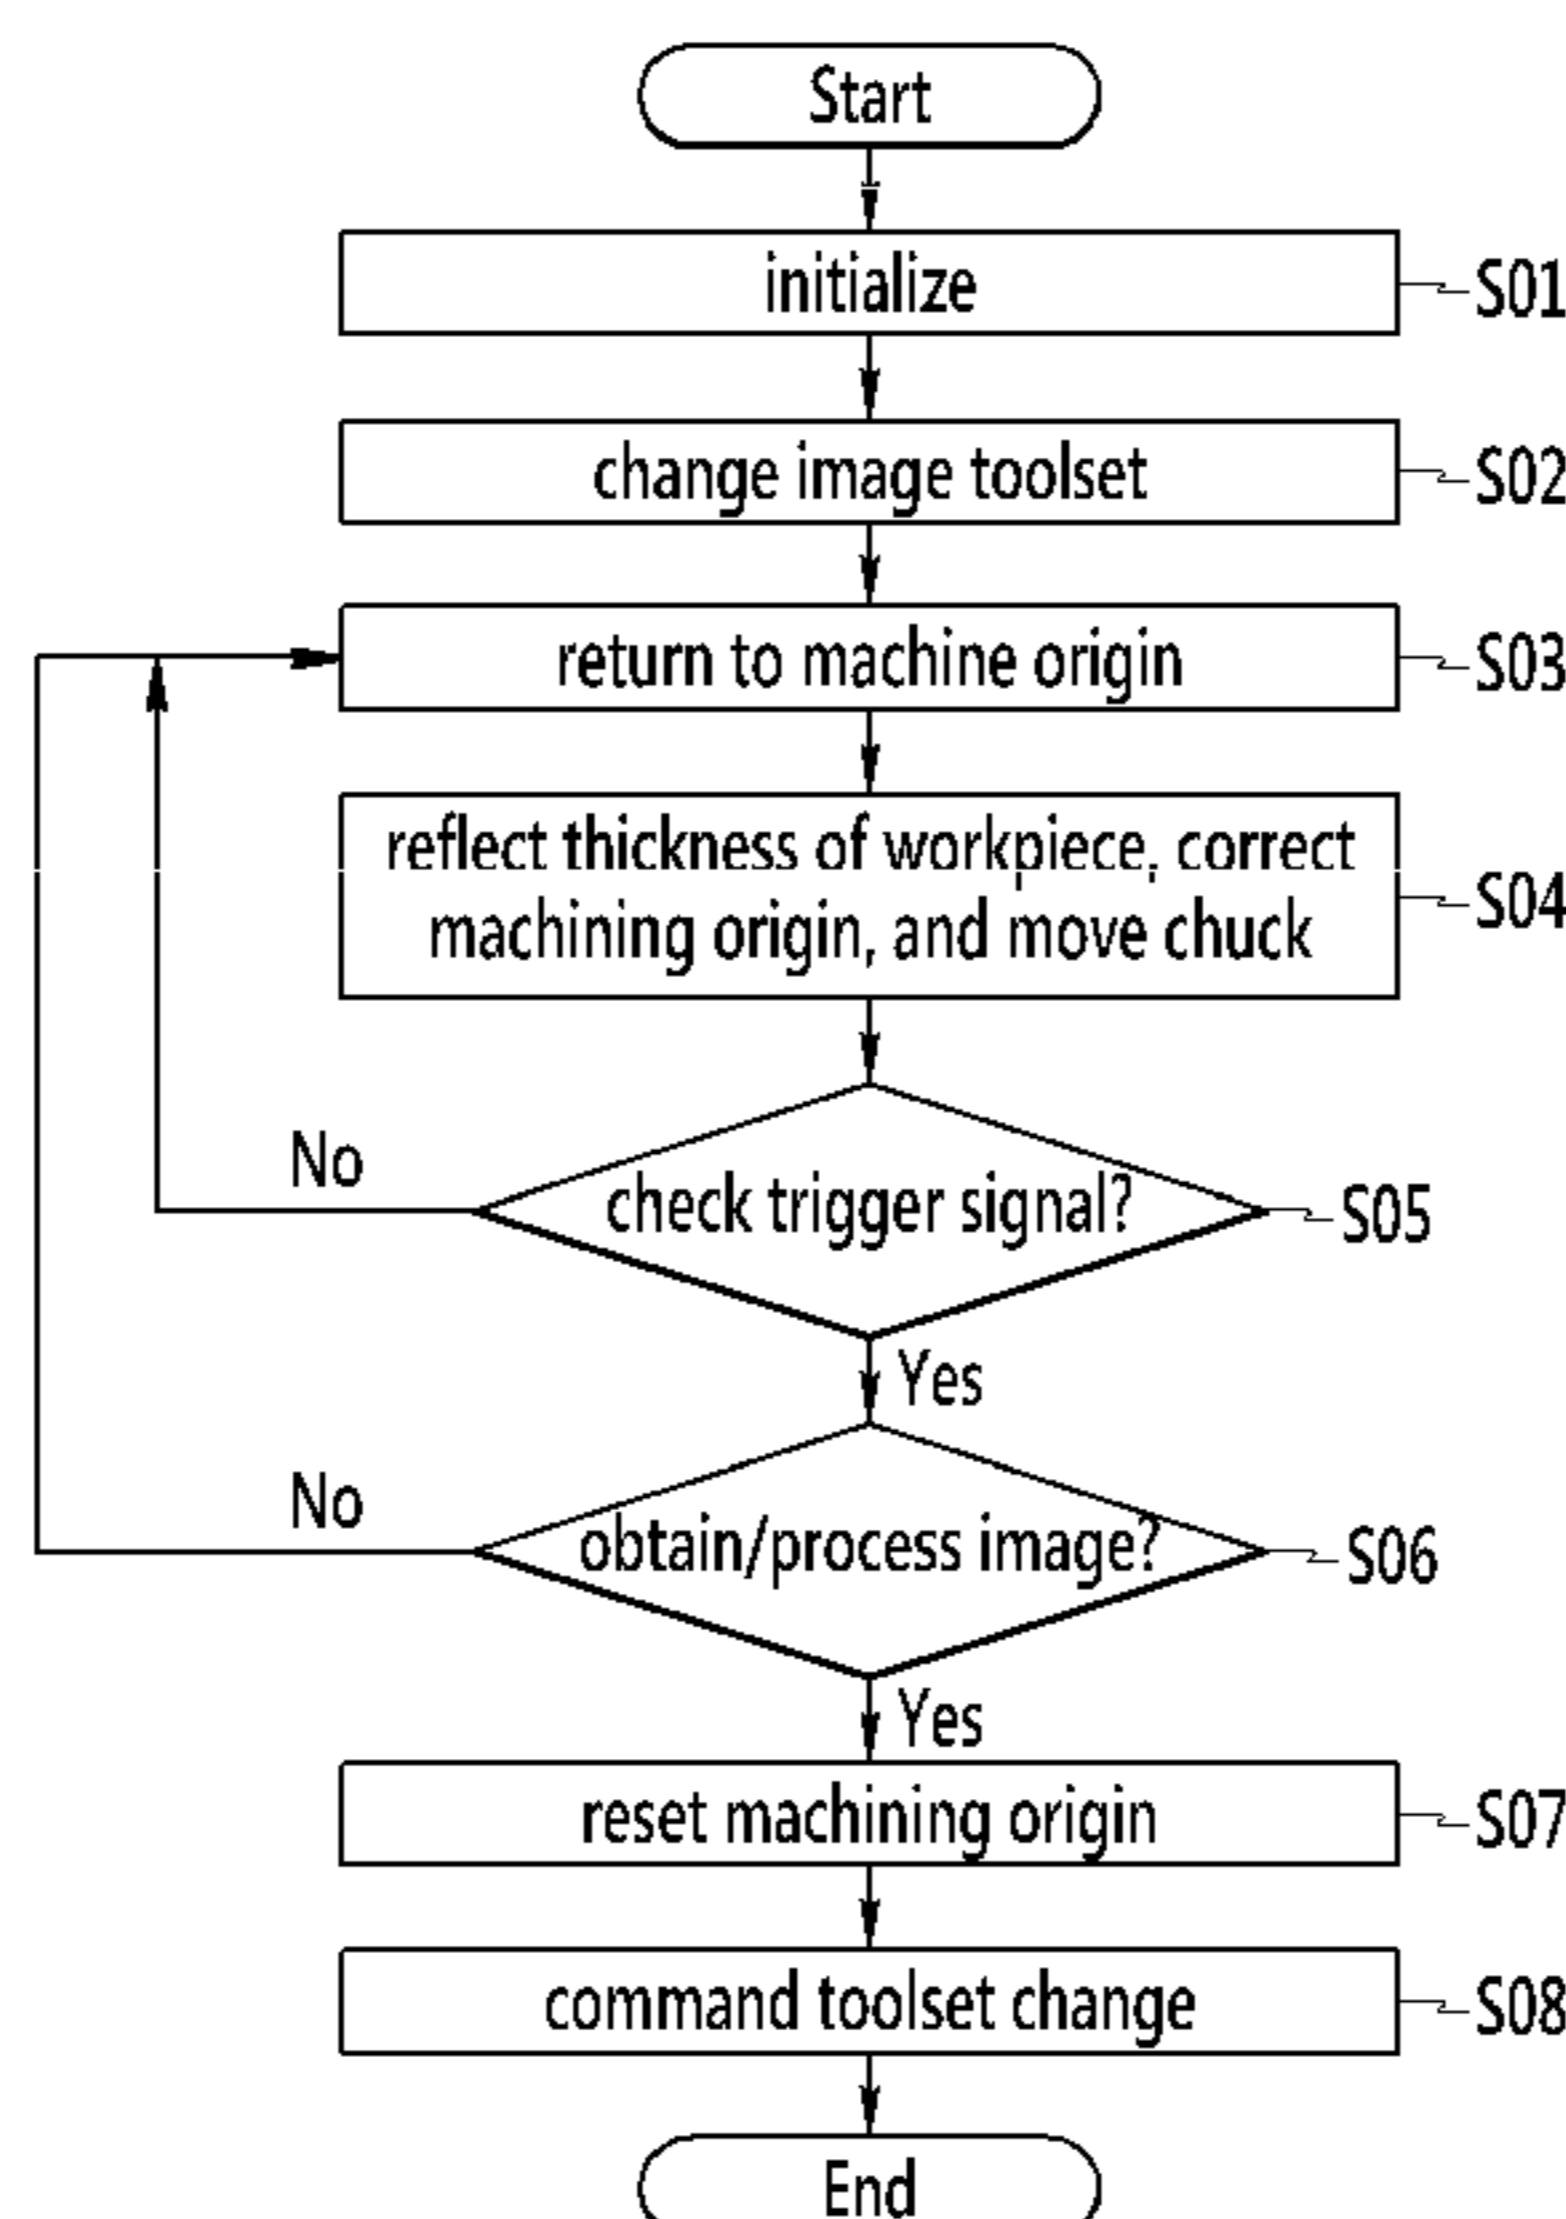 Start
initialize
S01
change image toolset
S02
return to machine origin
S03
reflect thickness of workpiece, correct
machining origin, and move chuck
S04
No
check trigger signal?
S05
Yes
No
obtain/process image?
S06
Yes
reset machining origin
S07
command toolset change
S08
End